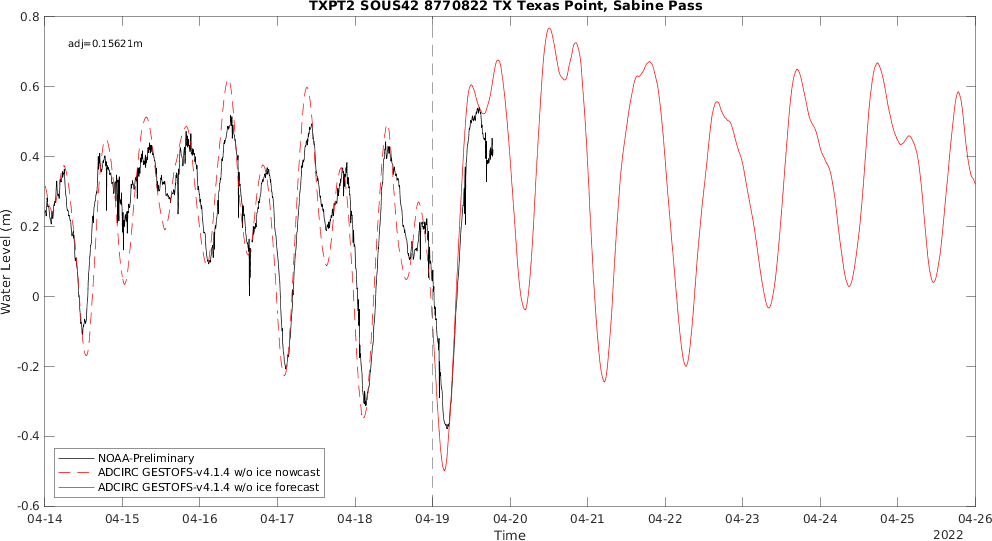 TXPT2 SOUS42 8770822 TX Texas Point, Sabine Pass
adj=0.15621m
0.8
0.6
0.4
0.2
0
-0.2
-0.4
-0.6
Water Level (m)
NOAA-Preliminary
ADCIRC GESTOFS-v4.1.4 w/o ice nowcast
ADCIRC GESTOFS-v4.1.4 w/o ice forecast
04-14 04-15 04-16 04-17 04-18 04-19 04-20 04-21 04-22 04-23 04-24 04-25 04-26
Time
2022